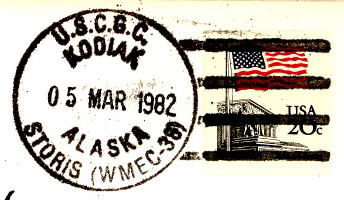 U.S.C.G.C.
KODIAK
05 MAR 1982
ALASKA
STORIS (WMEC-38)
USA
20c